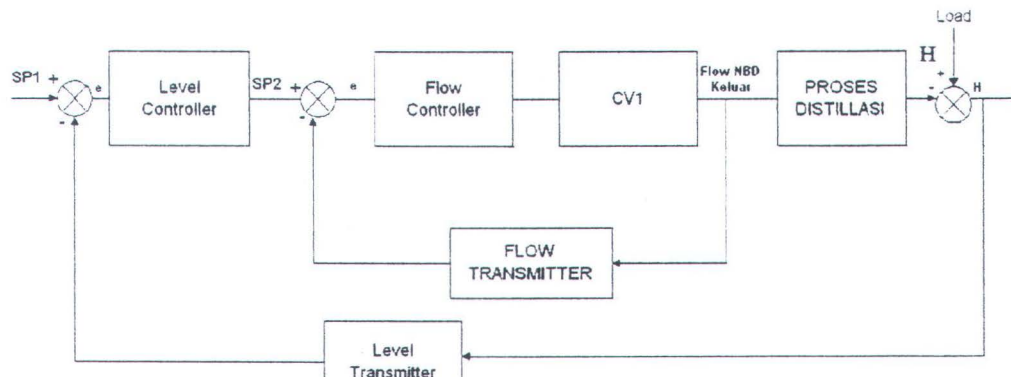 Load
H
SP1
+
e
Level
Controller
SP2
+
e
Flow
Controller
CV1
Flow NBD
Keluar
PROSES
DISTILLASI
+
-
H
-
-
FLOW
TRANSMITTER
Level
Transmitter